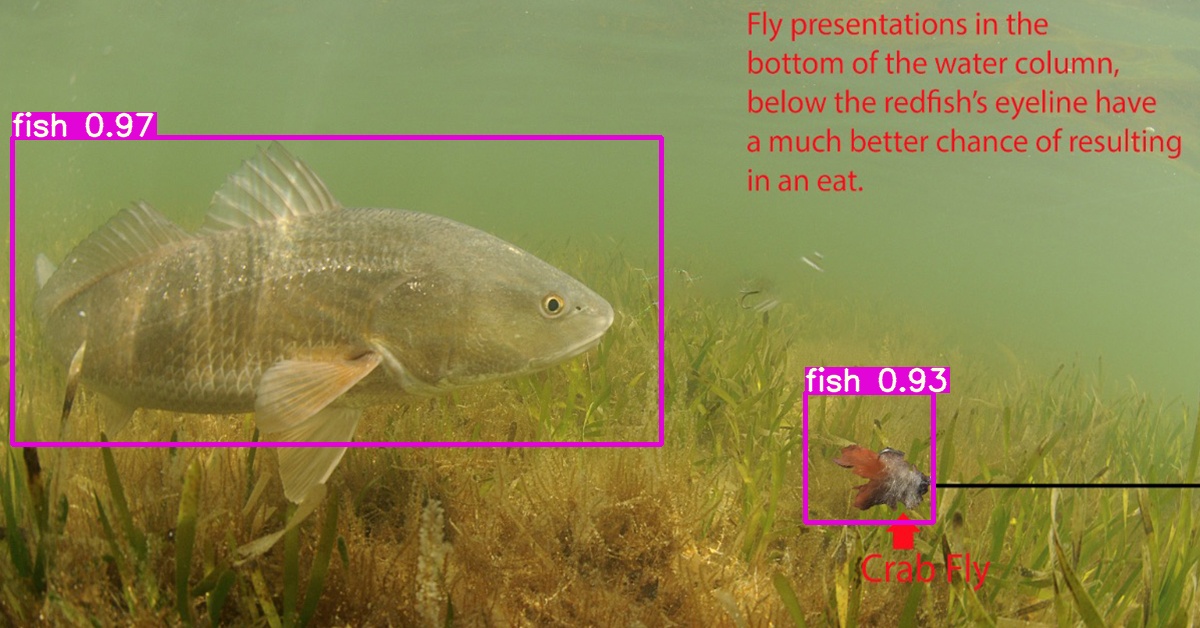 Fly presentations in the
bottom of the water column,
below the redfish's eyeline have
a much better chance of resulting
in an eat.
fish 0.97
fish 0.93
Crab Fly